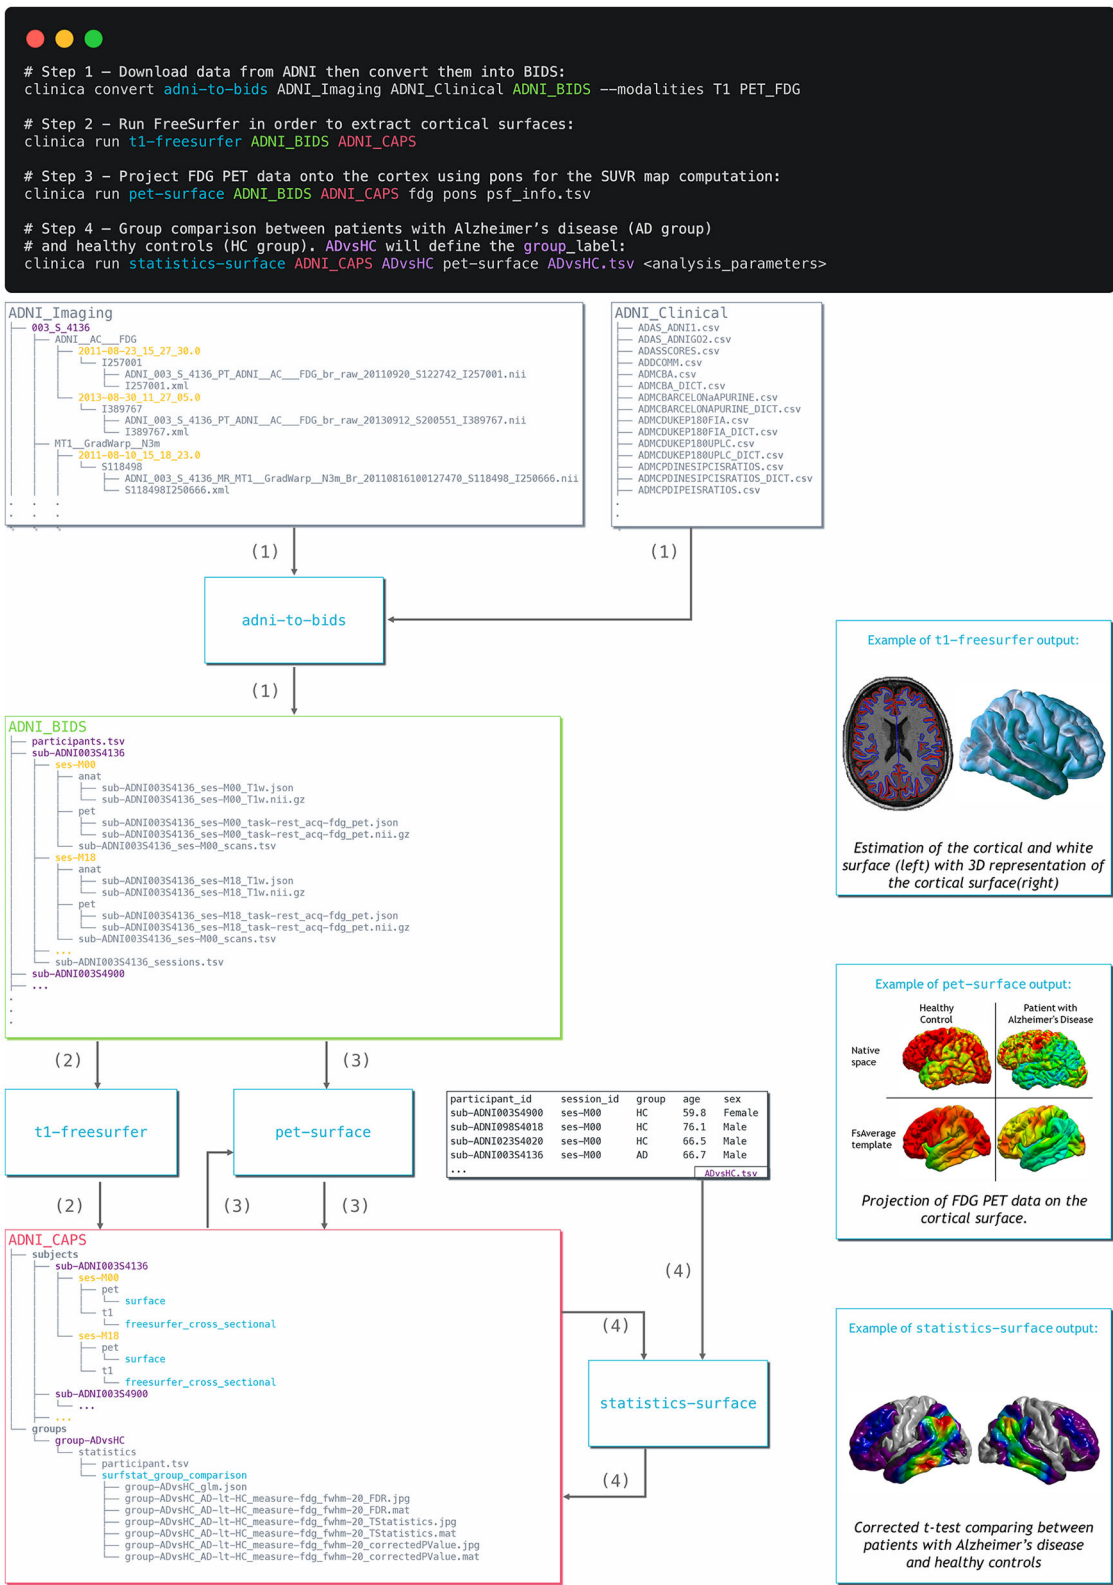 # Step 1 – Download data from ADNI then convert them into BIDS:
clinica convert adni-to-bids ADNI_Imaging ADNI_Clinical ADNI_BIDS --modalities T1 PET_FDG
# Step 2 - Run FreeSurfer in order to extract cortical surfaces:
clinica run t1-freesurfer ADNI_BIDS ADNI_CAPS
# Step 3 - Project FDG PET data onto the cortex using pons for the SUVR map computation:
clinica run pet-surface ADNI_BIDS ADNI_CAPS fdg pons psf_info.tsv
# Step 4 – Group comparison between patients with Alzheimer's disease (AD group)
# and healthy controls (HC group). ADvsHC will define the group_label:
clinica run statistics-surface ADNI_CAPS ADvsHC pet-surface ADvsHC.tsv <analysis_parameters>
ADNI_Imaging
003_S_4136
ADNI__AC___FDG
2011-08-23_15_27_30.0
I257001
ADNI_003_S_4136_PT_ADNI__AC___FDG_br_raw_20110920_S122742_I257001.nii
I257001.xml
2013-08-30_11_27_05.0
I389767
ADNI_003_S_4136_PT_ADNI__AC___FDG_br_raw_20130912_S200551_I389767.nii
I389767.xml
MT1__GradWarp__N3m
2011-08-10_15_18_23.0
S118498
ADNI_003_S_4136_MR_MT1__GradWarp__N3m_Br_20110816100127470_S118498_I250666.nii
S118498I250666.xml
ADNI_Clinical
ADAS_ADNI1.csv
ADAS_ADNIGO2.csv
ADASSCORES.csv
ADDCOMM.csv
ADMCBA.csv
ADMCBA_DICT.csv
ADMCBARCELONaAPURINE.csv
ADMCBARCELONAPURINE_DICT.csv
ADMCDUKEP180FIA.csv
ADMCDUKEP180FIA_DICT.csv
ADMCDUKEP180UPLC.csv
ADMCDUKEP180UPLC_DICT.csv
ADMCPDINESIPCISRATIOS.csv
ADMCPDINESIPCISRATIOS_DICT.csv
ADMCPDIPEISRATIOS.csv
(1)
(1)
adni-to-bids
(1)
ADNI_BIDS
participants.tsv
sub-ADNI003S4136
ses-M00
anat
sub-ADNI003S4136_ses-M00_T1w.json
sub-ADNI003S4136_ses-M00_T1w.nii.gz
pet
sub-ADNI003S4136_ses-M00_task-rest_acq-fdg_pet.json
sub-ADNI003S4136_ses-M00_task-rest_acq-fdg_pet.nii.gz
sub-ADNI003S4136_ses-M00_scans.tsv
ses-M18
anat
sub-ADNI003S4136_ses-M18_T1w.json
sub-ADNI003S4136_ses-M18_T1w.nii.gz
pet
sub-ADNI003S4136_ses-M18_task-rest_acq-fdg_pet.json
sub-ADNI003S4136_ses-M18_task-rest_acq-fdg_pet.nii.gz
sub-ADNI003S4136_ses-M00_scans.tsv
...
sub-ADNI003S4136_sessions.tsv
sub-ADNI003S4900
...
Example of t1-freesurfer output:
Estimation of the cortical and white
surface (left) with 3D representation of
the cortical surface(right)
(2)
(3)
t1-freesurfer
pet-surface
(2)
(3)
(3)
participant_id session_id group age sex
sub-ADNI003S4900 ses-M00 HC 59.8 Female
sub-ADNI098S4018 ses-M00 HC 76.1 Male
sub-ADNI023S4020 ses-M00 HC 66.5 Male
sub-ADNI003S4136 ses-M00 AD 66.7 Male
...
ADvsHC.tsv
Example of pet-surface output:
Healthy Control
Patient with Alzheimer's Disease
Native space
FsAverage template
Projection of FDG PET data on the
cortical surface.
ADNI_CAPS
subjects
sub-ADNI003S4136
ses-M00
pet
surface
t1
freesurfer_cross_sectional
ses-M18
pet
surface
t1
freesurfer_cross_sectional
sub-ADNI003S4900
...
...
groups
group-ADvsHC
statistics
participant.tsv
surfstat_group_comparison
group-ADvsHC_glm.json
group-ADvsHC_AD-lt-HC_measure-fdg_fwhm-20_FDR.jpg
group-ADvsHC_AD-lt-HC_measure-fdg_fwhm-20_FDR.mat
group-ADvsHC_AD-lt-HC_measure-fdg_fwhm-20_TStatistics.jpg
group-ADvsHC_AD-lt-HC_measure-fdg_fwhm-20_TStatistics.mat
group-ADvsHC_AD-lt-HC_measure-fdg_fwhm-20_correctedPValue.jpg
group-ADvsHC_AD-lt-HC_measure-fdg_fwhm-20_correctedPValue.mat
(4)
(4)
statistics-surface
(4)
Example of statistics-surface output:
Corrected t-test comparing between
patients with Alzheimer's disease
and healthy controls